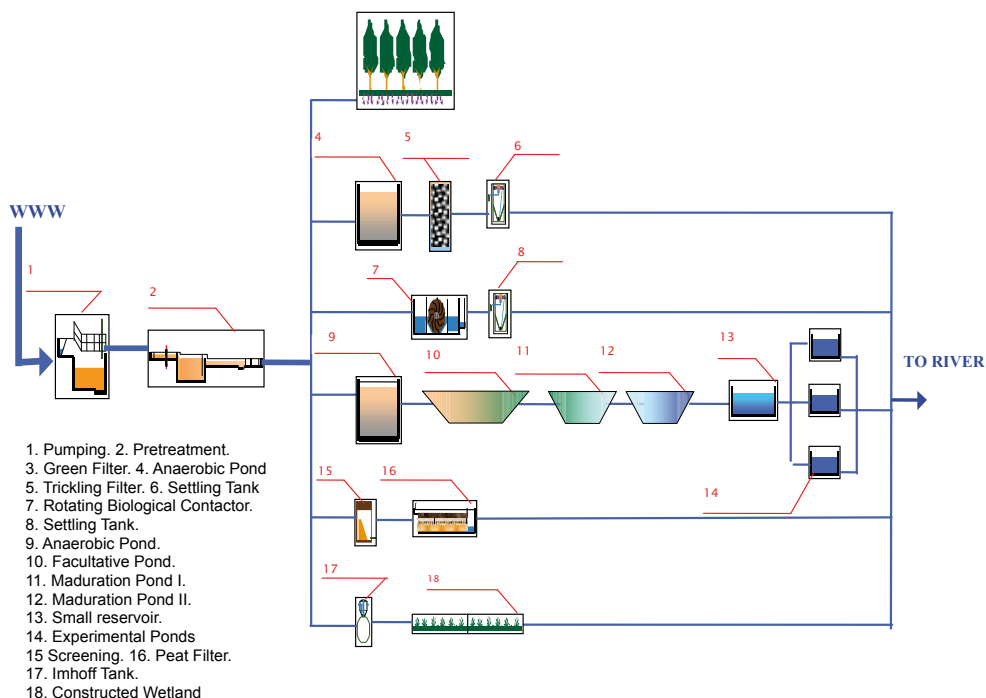 4
5
6
WWW
1
2
7
8
9
10
11
12
13
TO RIVER
1. Pumping. 2. Pretreatment.
3. Green Filter. 4. Anaerobic Pond
5. Trickling Filter. 6. Settling Tank
7. Rotating Biological Contactor.
8. Settling Tank.
9. Anaerobic Pond.
10. Facultative Pond.
11. Maduration Pond I.
12. Maduration Pond II.
13. Small reservoir.
14. Experimental Ponds
15 Screening. 16. Peat Filter.
17. Imhoff Tank.
18. Constructed Wetland
15
16
14
17
18